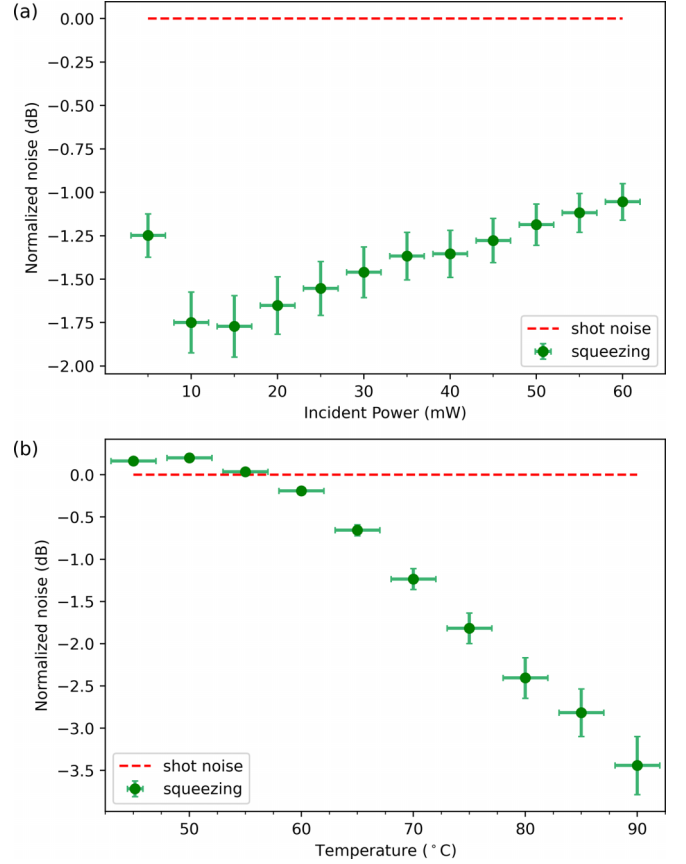 (a)
0.00
−0.25
−0.50
−0.75
−1.00
−1.25
−1.50
−1.75
−2.00
Normalized noise (dB)
shot noise
squeezing
10 20 30 40 50 60
Incident Power (mW)
(b)
0.0
−0.5
−1.0
−1.5
−2.0
−2.5
−3.0
−3.5
Normalized noise (dB)
shot noise
squeezing
50 60 70 80 90
Temperature (°C)